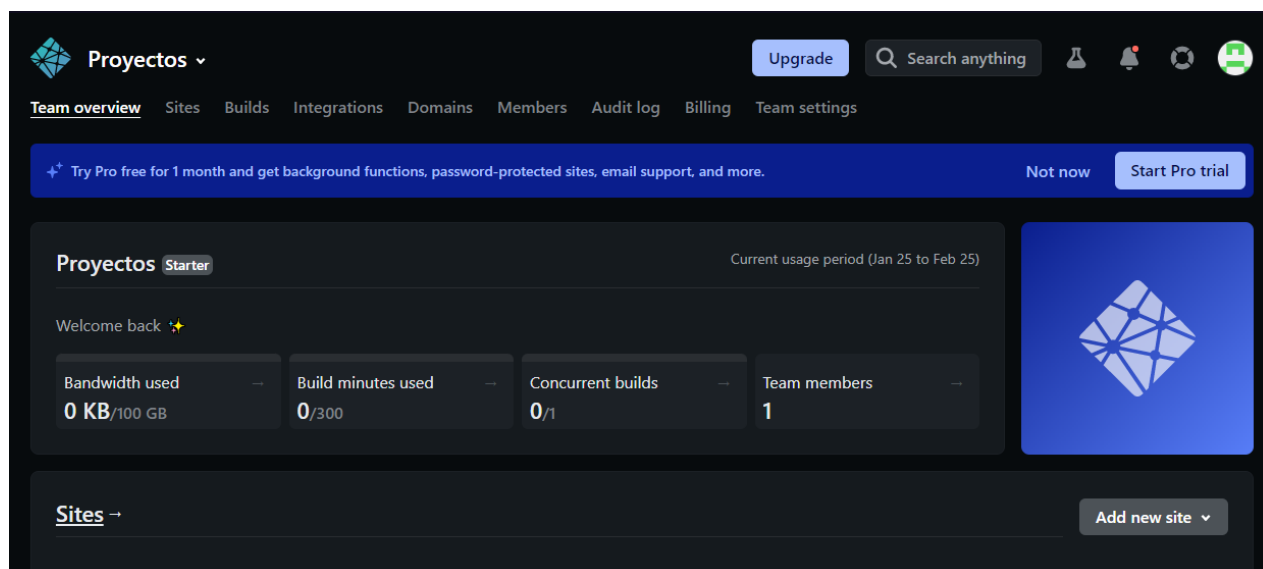 Proyectos
Upgrade
Search anything
Team overview Sites Builds Integrations Domains Members Audit log Billing Team settings
Try Pro free for 1 month and get background functions, password-protected sites, email support, and more. Not now Start Pro trial
Proyectos Starter Current usage period (Jan 25 to Feb 25)
Welcome back ✨
Bandwidth used → Build minutes used → Concurrent builds → Team members →
0 KB/100 GB 0/300 0/1 1
Sites → Add new site